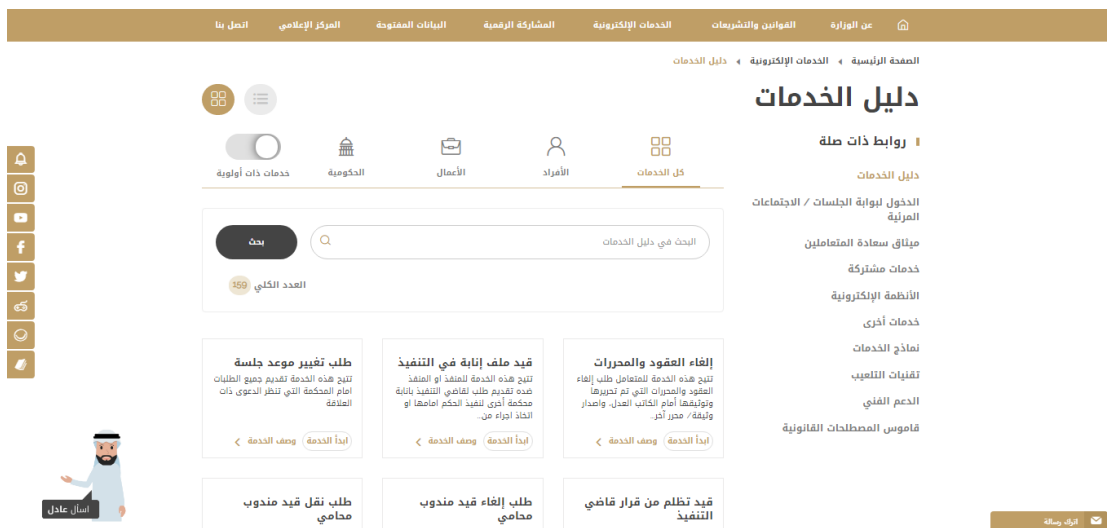 عن الوزارة
القوانين والتشريعات
الخدمات الإلكترونية
المشاركة الرقمية
البيانات المفتوحة
المركز الإعلامي
اتصل بنا
الصفحة الرئيسية
الخدمات الإلكترونية
دليل الخدمات
دليل الخدمات
روابط ذات صلة
دليل الخدمات
الدخول لبوابة الجلسات / الاجتماعات
المرئية
ميثاق سعادة المتعاملين
خدمات مشتركة
الأنظمة الإلكترونية
خدمات أخرى
نماذج الخدمات
تقنيات التلعيب
الدعم الفني
قاموس المصطلحات القانونية
كل الخدمات
الأفراد
الأعمال
الحكومية
خدمات ذات أولوية
البحث في دليل الخدمات
بحث
العدد الكلي 159
إلغاء العقود والمحررات
تتيح هذه الخدمة للمتعامل طلب إلغاء
العقود والمحررات التي تم تحريرها
وتوثيقها أمام الكاتب العدل، واصدار
وثيقة/ محرر آخر..
ابدأ الخدمة
وصف الخدمة
قيد ملف إنابة في التنفيذ
تتيح هذه الخدمة للمنفذ او المنفذ
ضده تقديم طلب لقاضي التنفيذ بانابة
محكمة أخرى لتفيذ الحكم امامها او
اتخاذ اجراء من..
ابدأ الخدمة
وصف الخدمة
طلب تغيير موعد جلسة
تتيح هذه الخدمة تقديم جميع الطلبات
امام المحكمة التي تنظر الدعوى ذات
العلاقة
ابدأ الخدمة
وصف الخدمة
قيد تظلم من قرار قاضي
التنفيذ
طلب إلغاء قيد مندوب
محامي
طلب نقل قيد مندوب
محامي
اسأل عادل
اترك رسالة